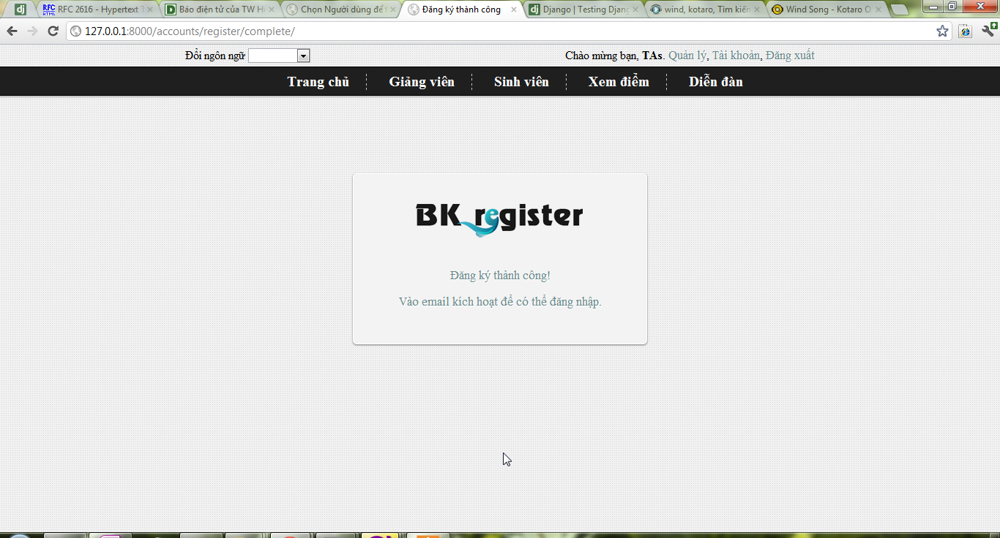 RFC 2616 - Hypertext T
Báo điện tử của TW H
Chọn Người dùng để
Đăng ký thành công
Django | Testing Djang
wind, kotaro, Tìm kiến
Wind Song - Kotaro O
127.0.0.1:8000/accounts/register/complete/
Đổi ngôn ngữ
Chào mừng bạn, TAs. Quản lý, Tài khoản, Đăng xuất
Trang chủ
Giảng viên
Sinh viên
Xem điểm
Diễn đàn
BK register
Đăng ký thành công!
Vào email kích hoạt để có thể đăng nhập.